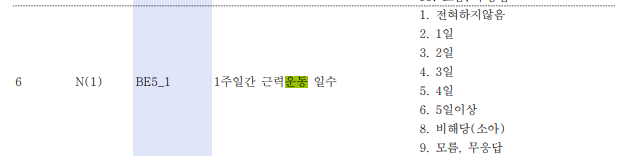 1. 전혀하지않음
2. 1일
3. 2일
4. 3일
6 N(1) BE5_1 1주일간 근력운동 일수
5. 4일
6. 5일이상
8. 비해당(소아)
9. 모름, 무응답